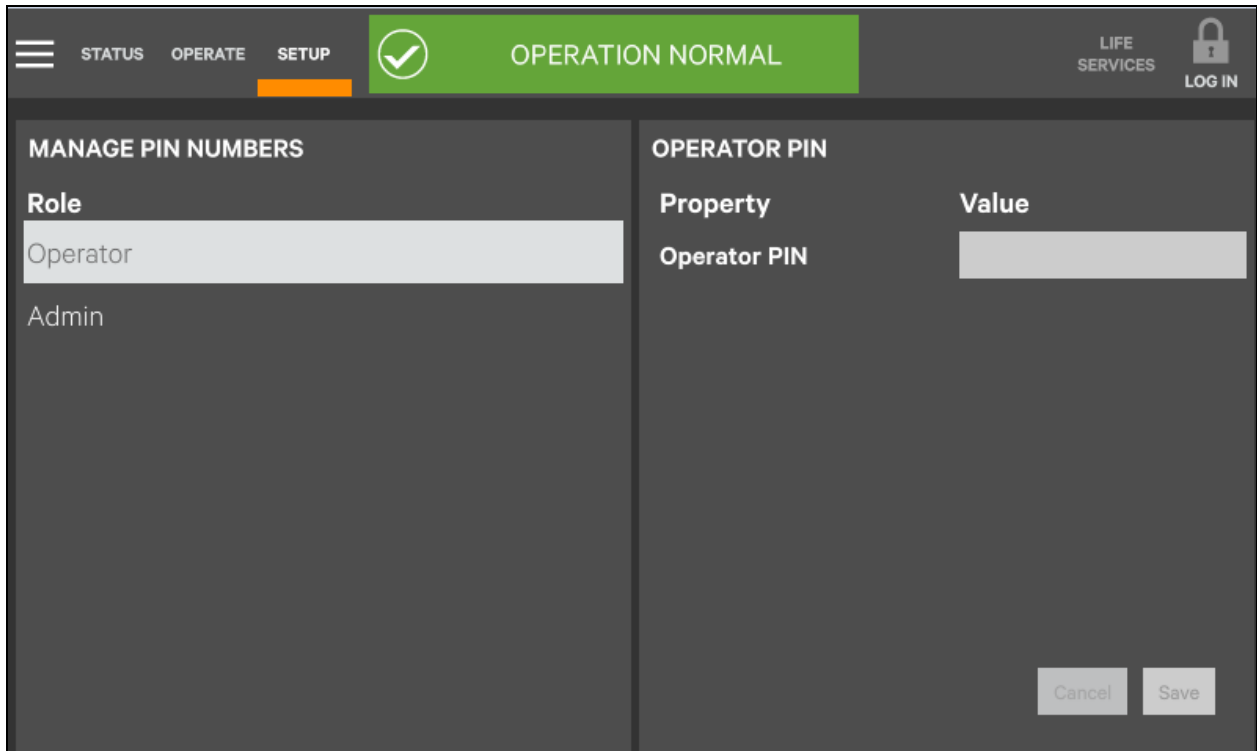 STATUS OPERATE SETUP OPERATION NORMAL LIFE
SERVICES
LOG IN
MANAGE PIN NUMBERS
Role
Operator
Admin
OPERATOR PIN
Property Value
Operator PIN
Cancel Save